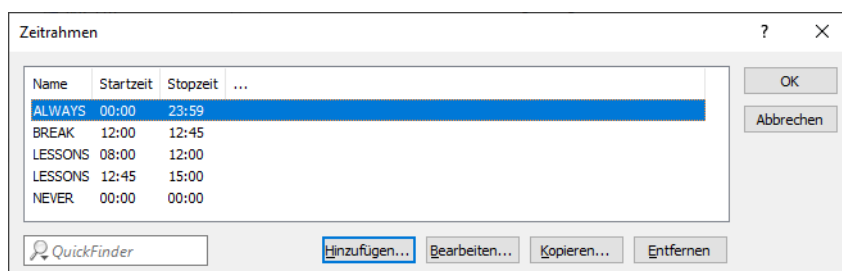 Zeitrahmen ? X
Name Startzeit Stopzeit ...
OK
ALWAYS 00:00 23:59
Abbrechen
BREAK 12:00 12:45
LESSONS 08:00 12:00
LESSONS 12:45 15:00
NEVER 00:00 00:00
QuickFinder Hinzufügen... Bearbeiten... Kopieren... Entfernen